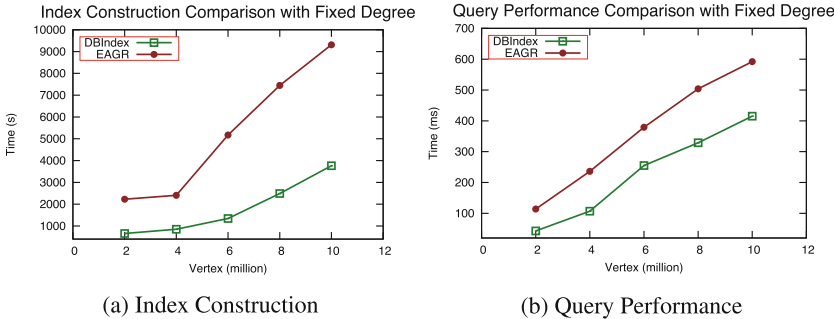 Index Construction Comparison with Fixed Degree
10000
9000
8000
7000
6000
5000
4000
3000
2000
1000
Time (s)
DBIndex
EAGR
0 2 4 6 8 10 12
Vertex (million)
(a) Index Construction
Query Performance Comparison with Fixed Degree
700
600
500
400
300
200
100
Time (ms)
DBIndex
EAGR
0 2 4 6 8 10 12
Vertex (million)
(b) Query Performance